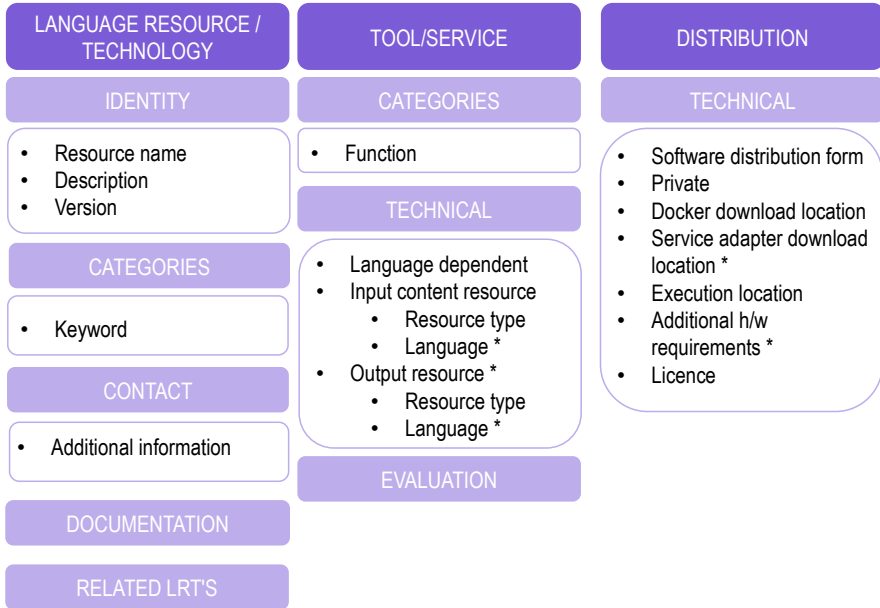 LANGUAGE RESOURCE /
TECHNOLOGY
IDENTITY
• Resource name
• Description
• Version
CATEGORIES
• Keyword
CONTACT
• Additional information
DOCUMENTATION
RELATED LRT'S
TOOL/SERVICE
CATEGORIES
• Function
TECHNICAL
• Language dependent
• Input content resource
• Resource type
• Language *
• Output resource *
• Resource type
• Language *
EVALUATION
DISTRIBUTION
TECHNICAL
• Software distribution form
• Private
• Docker download location
• Service adapter download
location *
• Execution location
• Additional h/w
requirements *
• Licence